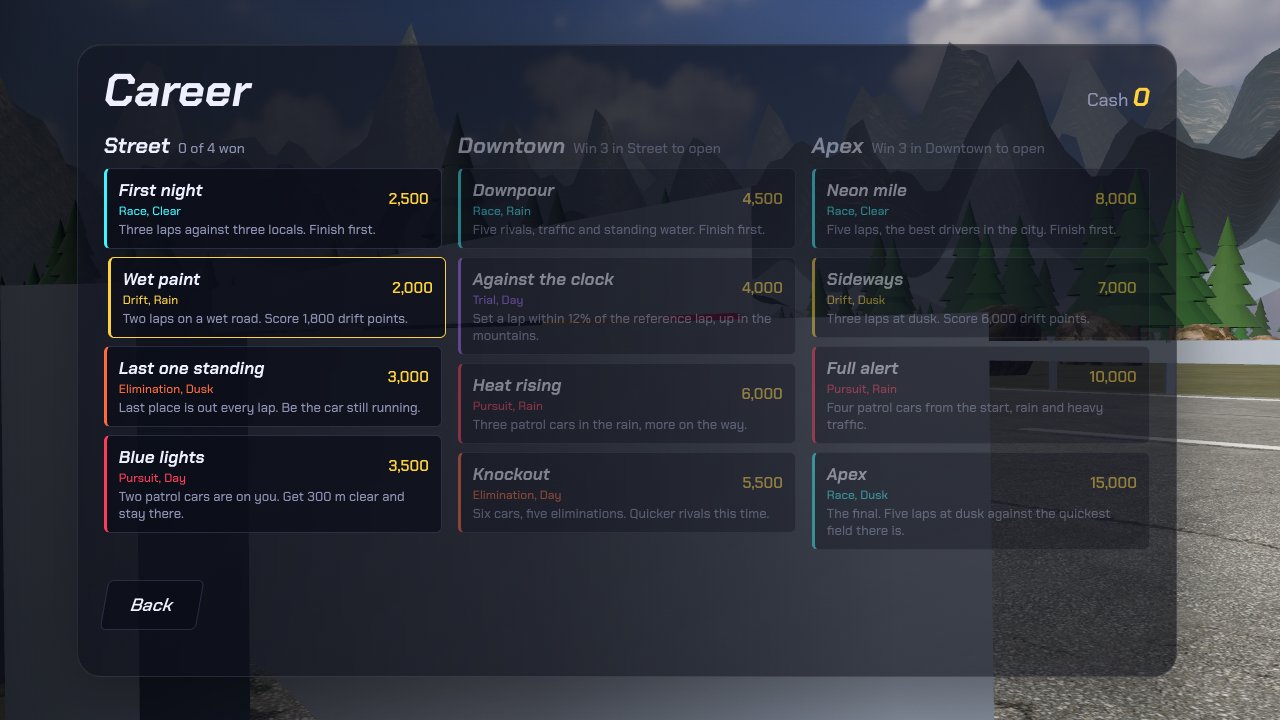 Career
Cash 0
Street 0 of 4 won
First night
2,500
Race, Clear
Three laps against three locals. Finish first.
Wet paint
2,000
Drift, Rain
Two laps on a wet road. Score 1,800 drift points.
Last one standing
3,000
Elimination, Dusk
Last place is out every lap. Be the car still running.
Blue lights
3,500
Pursuit, Day
Two patrol cars are on you. Get 300 m clear and
stay there.
Downtown Win 3 in Street to open
Downpour
4,500
Race, Rain
Five rivals, traffic and standing water. Finish first.
Against the clock
4,000
Trial, Day
Set a lap within 12% of the reference lap, up in the
mountains.
Heat rising
6,000
Pursuit, Rain
Three patrol cars in the rain, more on the way.
Knockout
5,500
Elimination, Day
Six cars, five eliminations. Quicker rivals this time.
Apex Win 3 in Downtown to open
Neon mile
8,000
Race, Clear
Five laps, the best drivers in the city. Finish first.
Sideways
7,000
Drift, Dusk
Three laps at dusk. Score 6,000 drift points.
Full alert
10,000
Pursuit, Rain
Four patrol cars from the start, rain and heavy
traffic.
Apex
15,000
Race, Dusk
The final. Five laps at dusk against the quickest
field there is.
Back